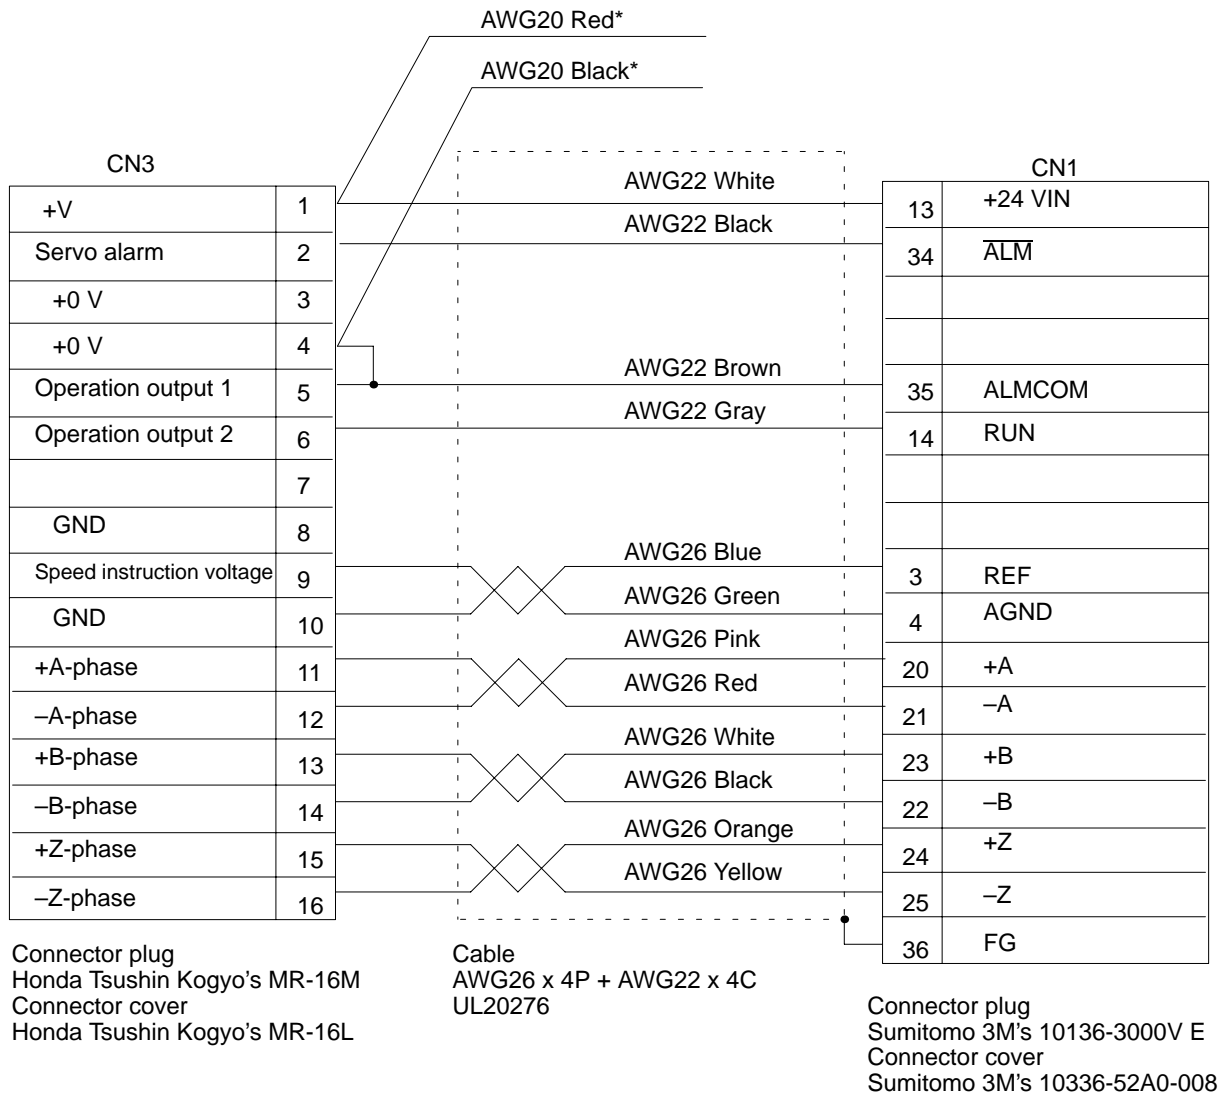 AWG20 Red*
AWG20 Black*
CN3
CN1
+V 1 AWG22 White 13 +24 VIN
Servo alarm 2 AWG22 Black 34 ALM
+0 V 3
+0 V 4
Operation output 1 5 AWG22 Brown 35 ALMCOM
Operation output 2 6 AWG22 Gray 14 RUN
7
GND 8
Speed instruction voltage 9 AWG26 Blue 3 REF
GND 10 AWG26 Green 4 AGND
+A-phase 11 AWG26 Pink 20 +A
–A-phase 12 AWG26 Red 21 –A
+B-phase 13 AWG26 White 23 +B
–B-phase 14 AWG26 Black 22 –B
+Z-phase 15 AWG26 Orange 24 +Z
–Z-phase 16 AWG26 Yellow 25 –Z
36 FG
Connector plug
Honda Tsushin Kogyo's MR-16M
Connector cover
Honda Tsushin Kogyo's MR-16L
Cable
AWG26 x 4P + AWG22 x 4C
UL20276
Connector plug
Sumitomo 3M's 10136-3000V E
Connector cover
Sumitomo 3M's 10336-52A0-008